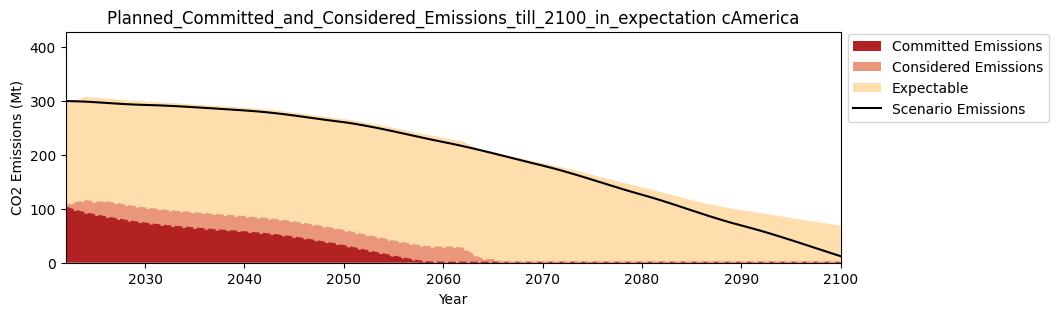 Planned_Committed_and_Considered_Emissions_till_2100_in_expectation cAmerica
CO2 Emissions (Mt)
400
300
200
100
0
2030 2040 2050 2060 2070 2080 2090 2100
Year
Committed Emissions
Considered Emissions
Expectable
Scenario Emissions